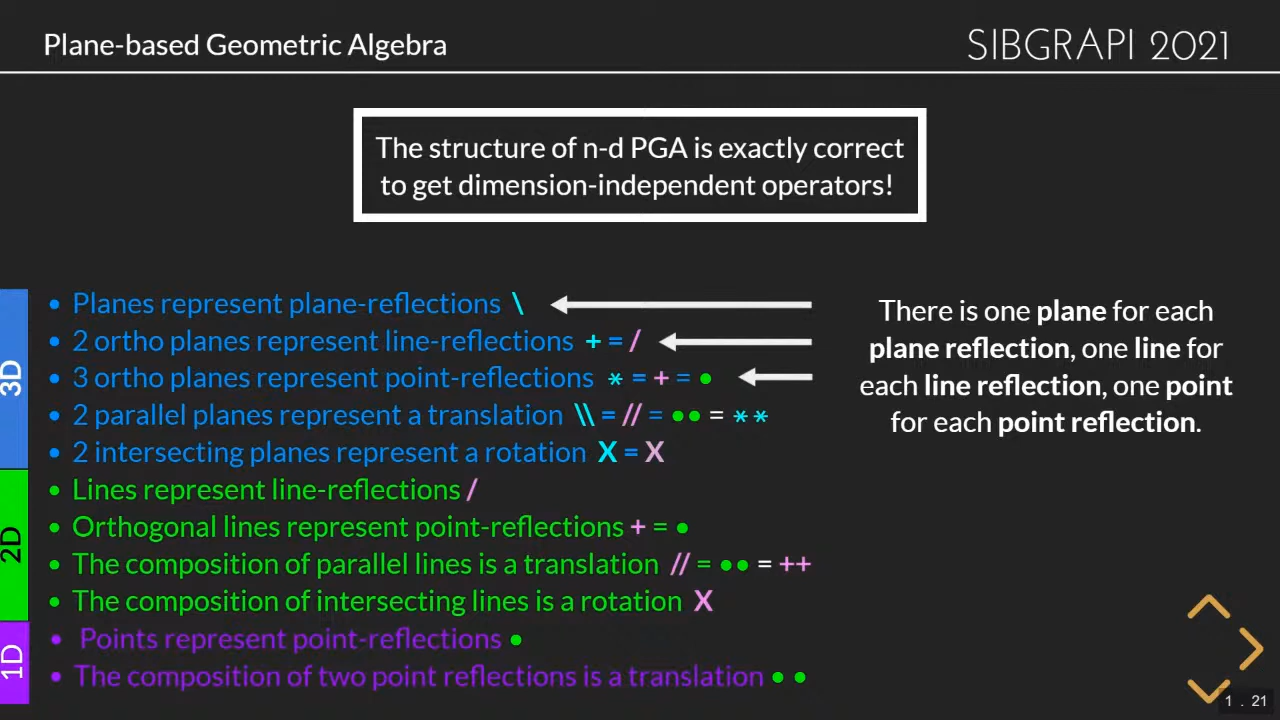 Plane-based Geometric Algebra
SIBGRAPI 2021
The structure of n-d PGA is exactly correct
to get dimension-independent operators!
3D
• Planes represent plane-reflections \
• 2 ortho planes represent line-reflections + = /
• 3 ortho planes represent point-reflections * = + = •
• 2 parallel planes represent a translation \\ = // = •• = **
• 2 intersecting planes represent a rotation X = X
There is one plane for each
plane reflection, one line for
each line reflection, one point
for each point reflection.
2D
• Lines represent line-reflections /
• Orthogonal lines represent point-reflections + = •
• The composition of parallel lines is a translation // = •• = ++
• The composition of intersecting lines is a rotation X
1D
• Points represent point-reflections •
• The composition of two point reflections is a translation • •
1 . 21